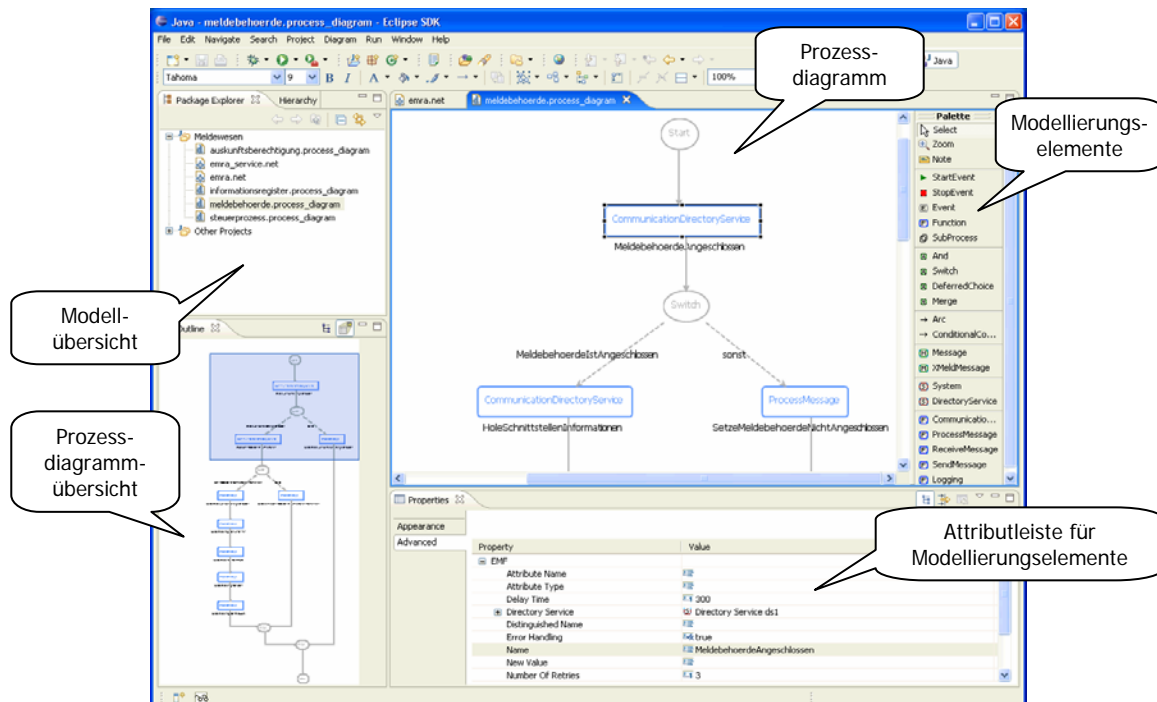 Java - meldebehoerde.process_diagram - Eclipse SDK
File Edit Navigate Search Project Diagram Run Window Help
Java
Tahoma 9 B I A 100%
Prozess-
diagramm
Modellierungs-
elemente
Modell-
übersicht
Prozess-
diagramm-
übersicht
Attributleiste für
Modellierungselemente
Package Explorer Hierarchy
Meldewesen
auskunftsberechtigung.process_diagram
emra_service.net
emra.net
informationsregister.process_diagram
meldebehoerde.process_diagram
steuerprozess.process_diagram
Other Projects
Outline
emra.net meldebehoerde.process_diagram
Start
CommunicationDirectoryService
MeldebehoerdeAngeschlossen
Switch
MeldebehoerdeIstAngeschlossen sonst
CommunicationDirectoryService ProcessMessage
HoleSchnittstellenInformationen SetzeMeldebehoerdeNichtAngeschlossen
Palette
Select
Zoom
Note
StartEvent
StopEvent
Event
Function
SubProcess
And
Switch
DeferredChoice
Merge
Arc
ConditionalCo...
Message
XMeldMessage
System
DirectoryService
Communicatio...
ProcessMessage
ReceiveMessage
SendMessage
Logging
Properties
Appearance
Advanced
Property Value
EMF
Attribute Name
Attribute Type
Delay Time 300
Directory Service Directory Service ds1
Distinguished Name
Error Handling true
Name MeldebehoerdeAngeschlossen
New Value
Number Of Retries 3